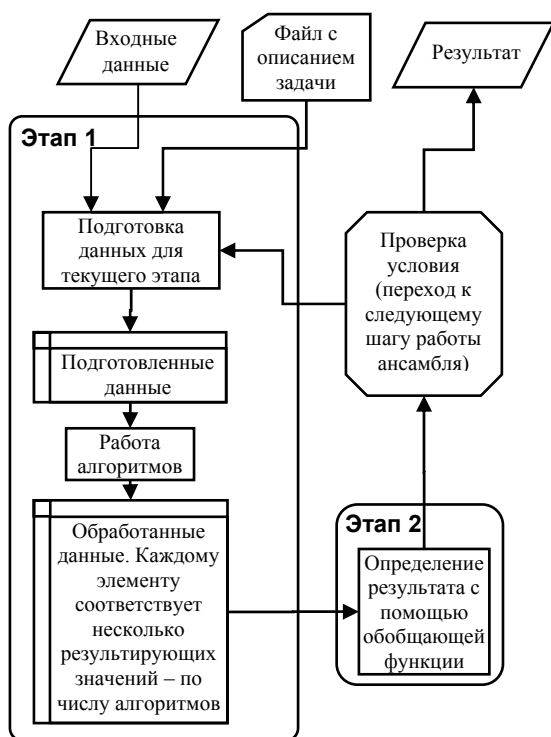 Входные
данные
Файл с
описанием
задачи
Результат
Этап 1
Подготовка
данных для
текущего этапа
Подготовленные
данные
Работа
алгоритмов
Обработанные
данные. Каждому
элементу
соответствует
несколько
результирующих
значений – по
числу алгоритмов
Проверка
условия
(переход к
следующему
шагу работы
ансамбля)
Этап 2
Определение
результата с
помощью
обобщающей
функции